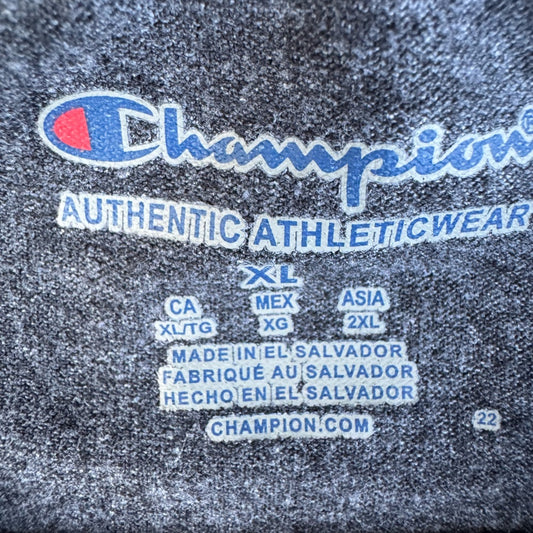 Champion®
AUTHENTIC ATHLETICWEAR
XL
CA MEX ASIA
XL/TG XG 2XL
MADE IN EL SALVADOR
FABRIQUÉ AU SALVADOR
HECHO EN EL SALVADOR
CHAMPION.COM
22